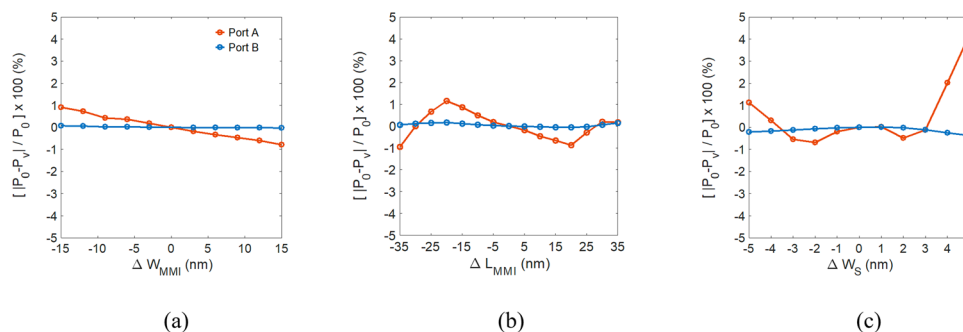 [ |P0-Pv| / P0 ] x 100 (%)
5
4
3
2
1
0
-1
-2
-3
-4
-5
Port A
Port B
-15 -10 -5 0 5 10 15
Δ WMMI (nm)
(a)
[ |P0-Pv| / P0 ] x 100 (%)
5
4
3
2
1
0
-1
-2
-3
-4
-5
-35 -25 -15 -5 5 15 25 35
Δ LMMI (nm)
(b)
[ |P0-Pv| / P0] x 100 (%)
5
4
3
2
1
0
-1
-2
-3
-4
-5
-5 -4 -3 -2 -1 0 1 2 3 4
Δ WS (nm)
(c)